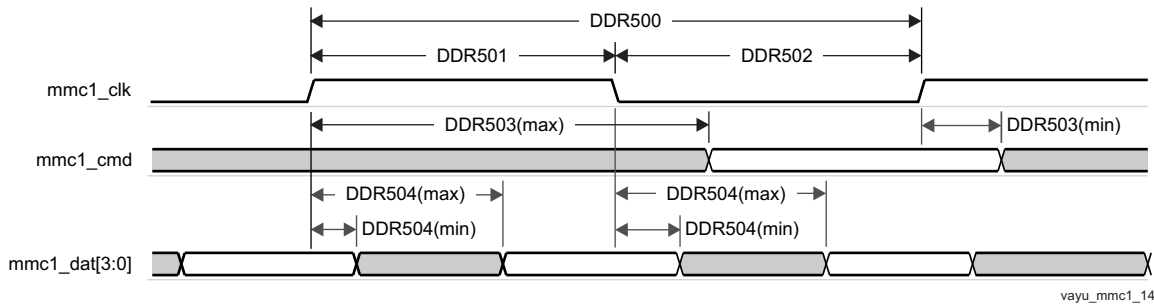 DDR500
DDR501 DDR502
mmc1_clk
DDR503(max) DDR503(min)
mmc1_cmd
DDR504(max) DDR504(max)
DDR504(min) DDR504(min)
mmc1_dat[3:0]
vayu_mmc1_14